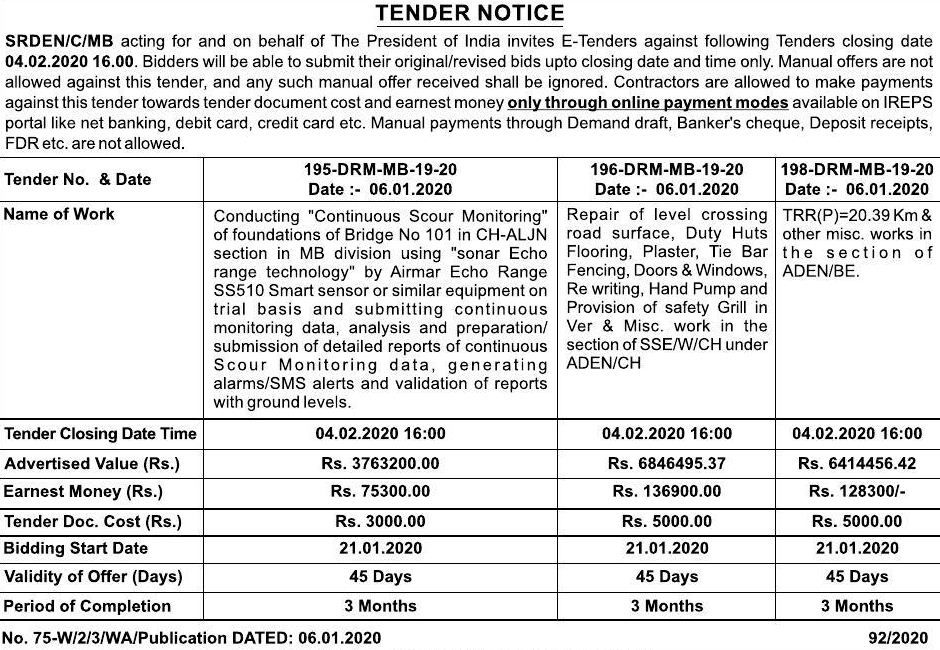 TENDER NOTICE
SRDEN/C/MB acting for and on behalf of The President of India invites E-Tenders against following Tenders closing date
04.02.2020 16.00. Bidders will be able to submit their original/revised bids upto closing date and time only. Manual offers are not
allowed against this tender, and any such manual offer received shall be ignored. Contractors are allowed to make payments
against this tender towards tender document cost and earnest money only through online payment modes available on IREPS
portal like net banking, debit card, credit card etc. Manual payments through Demand draft, Banker's cheque, Deposit receipts,
FDR etc. are not allowed.
Tender No. & Date
195-DRM-MB-19-20
Date :- 06.01.2020
196-DRM-MB-19-20
Date :- 06.01.2020
198-DRM-MB-19-20
Date :- 06.01.2020
Name of Work
Conducting "Continuous Scour Monitoring"
of foundations of Bridge No 101 in CH-ALJN
section in MB division using "sonar Echo
range technology" by Airmar Echo Range
SS510 Smart sensor or similar equipment on
trial basis and submitting continuous
monitoring data, analysis and preparation/
submission of detailed reports of continuous
Scour Monitoring data, generating
alarms/SMS alerts and validation of reports
with ground levels.
Repair of level crossing
road surface, Duty Huts
Flooring, Plaster, Tie Bar
Fencing, Doors & Windows,
Re writing, Hand Pump and
Provision of safety Grill in
Ver & Misc. work in the
section of SSE/W/CH under
ADEN/CH
TRR(P)=20.39 Km &
other misc. works in
the section of
ADEN/BE.
Tender Closing Date Time 04.02.2020 16:00 04.02.2020 16:00 04.02.2020 16:00
Advertised Value (Rs.) Rs. 3763200.00 Rs. 6846495.37 Rs. 6414456.42
Earnest Money (Rs.) Rs. 75300.00 Rs. 136900.00 Rs. 128300/-
Tender Doc. Cost (Rs.) Rs. 3000.00 Rs. 5000.00 Rs. 5000.00
Bidding Start Date 21.01.2020 21.01.2020 21.01.2020
Validity of Offer (Days) 45 Days 45 Days 45 Days
Period of Completion 3 Months 3 Months 3 Months
No. 75-W/2/3/WA/Publication DATED: 06.01.2020 92/2020